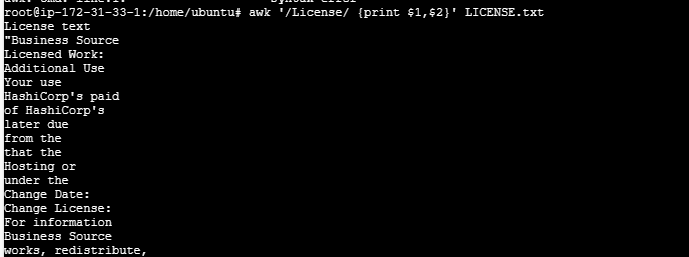 root@ip-172-31-33-1:/home/ubuntu# awk '/License/ {print $1,$2}' LICENSE.txt
License text
"Business Source
Licensed Work:
Additional Use
Your use
HashiCorp's paid
of HashiCorp's
later due
from the
that the
Hosting or
under the
Change Date:
Change License:
For information
Business Source
works, redistribute,